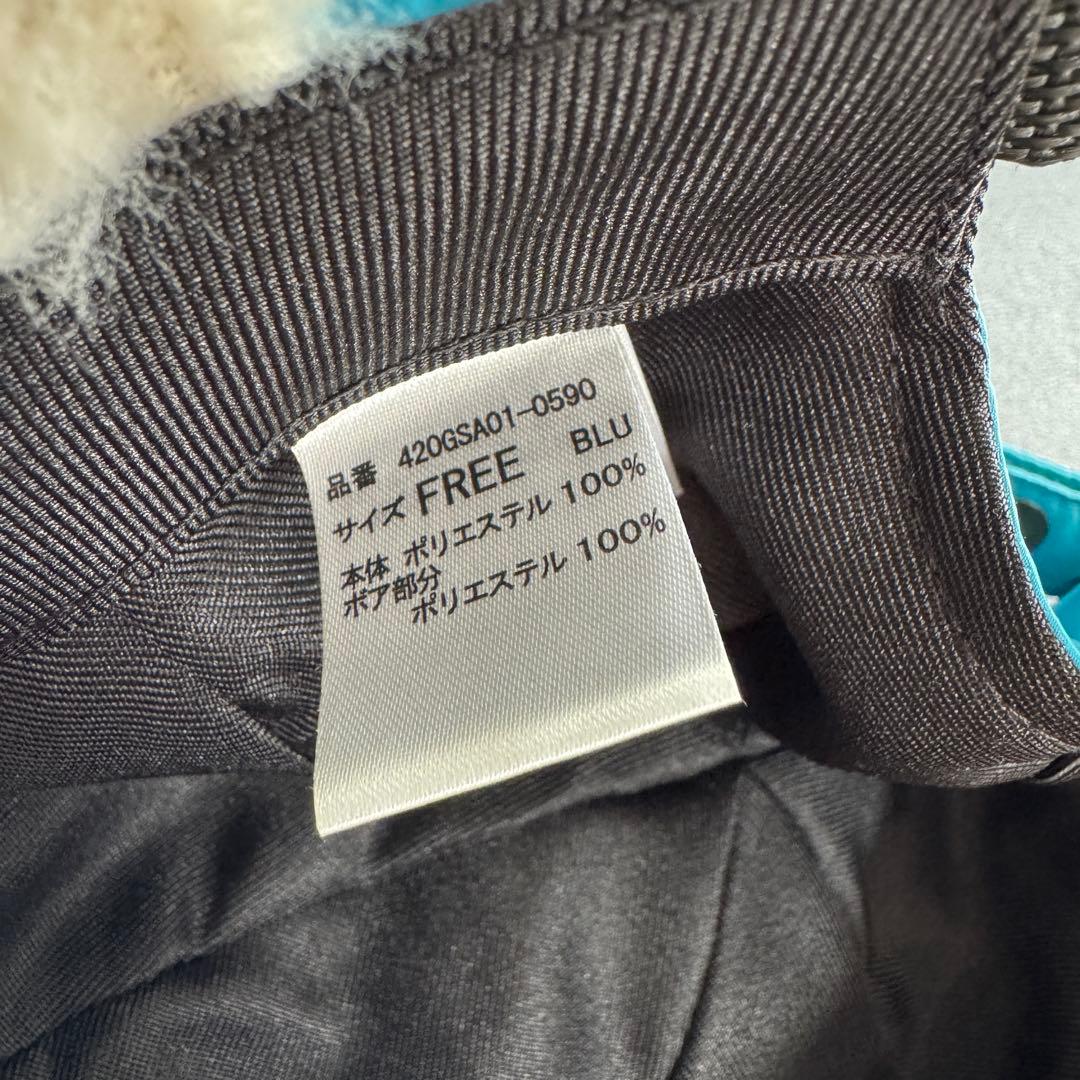 品番 420GSA01-0590
サイズ FREE BLU
本体 ポリエステル 100%
ボア部分
ポリエステル 100%